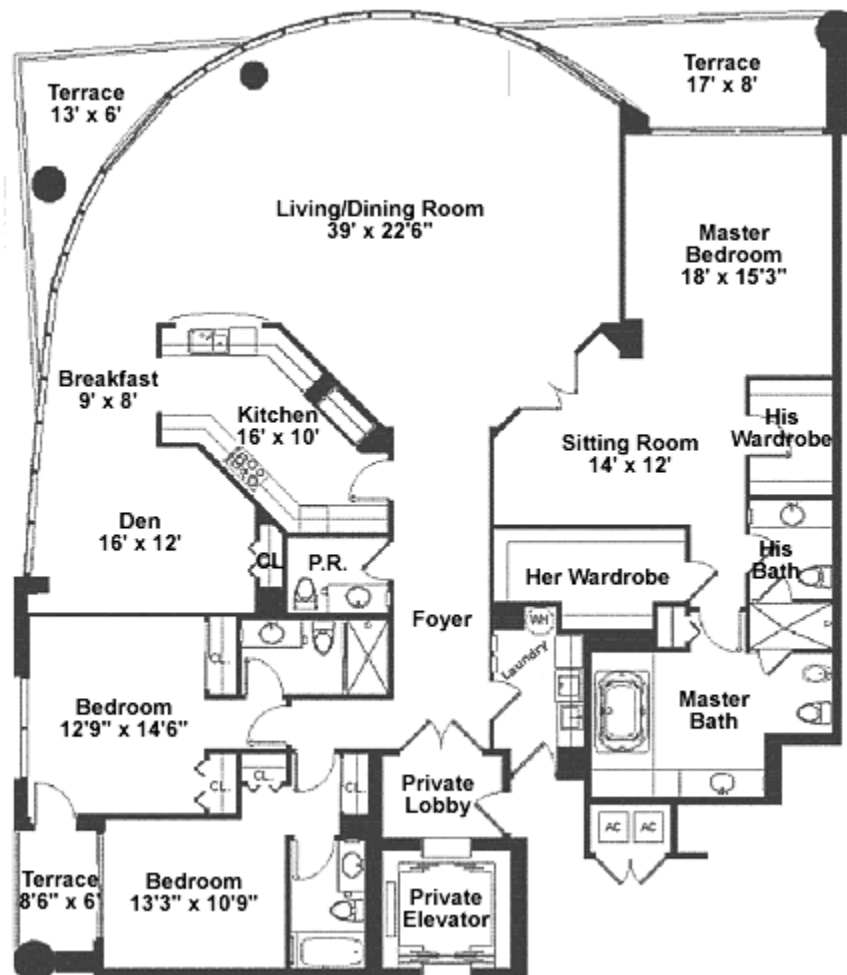 Terrace
13' x 6'
Terrace
17' x 8'
Living/Dining Room
39' x 22'6"
Master
Bedroom
18' x 15'3"
Breakfast
9' x 8'
Kitchen
16' x 10'
His
Wardrobe
Sitting Room
14' x 12'
Den
16' x 12'
CL
P.R.
His
Bath
Her Wardrobe
Foyer
WH
Laundry
CL.
Bedroom
12'9" x 14'6"
Master
Bath
CL.
CL.
CL.
Private
Lobby
AC
AC
Terrace
8'6" x 6'
Bedroom
13'3" x 10'9"
Private
Elevator